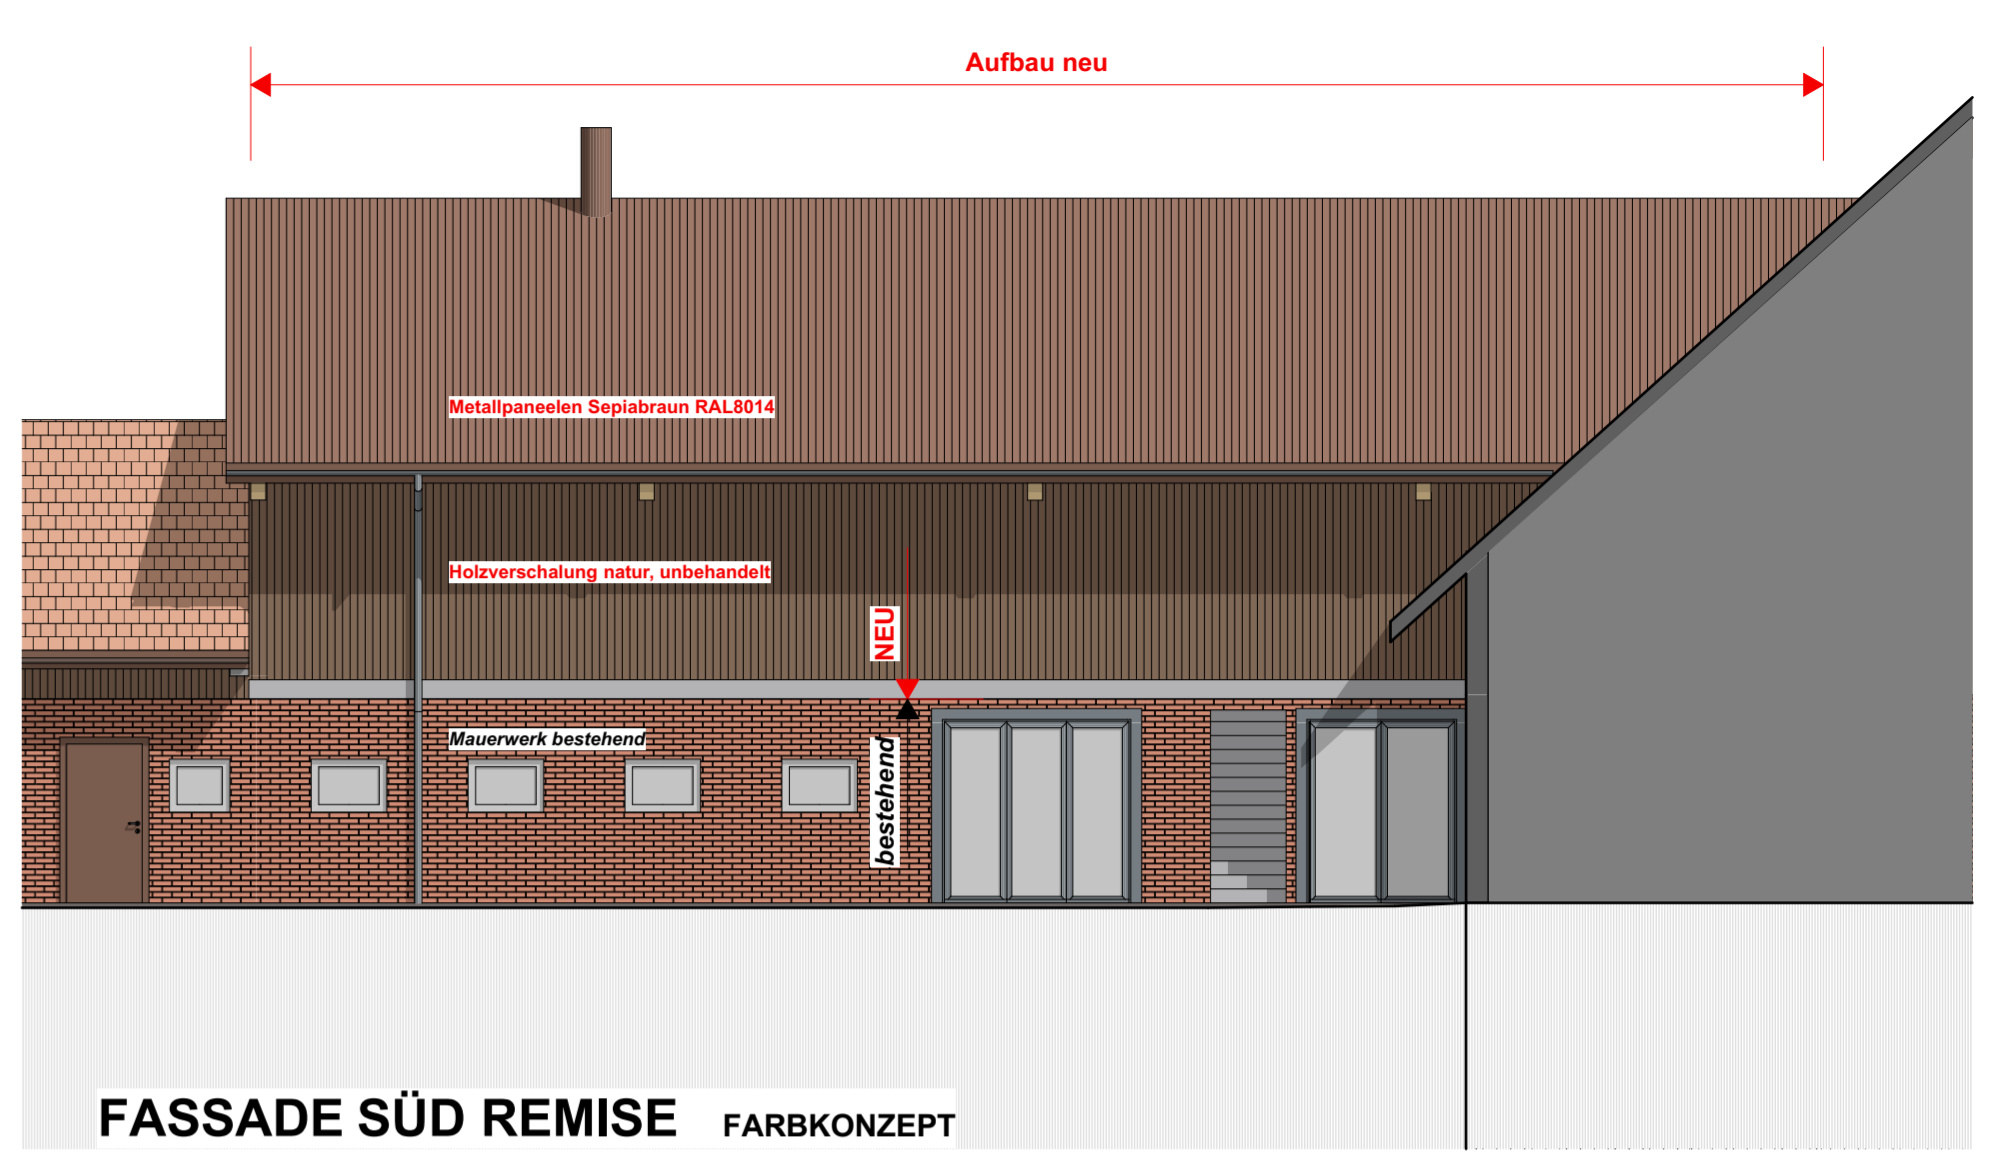 Aufbau neu
Metallpaneelen Sepiabraun RAL8014
Holzverschalung natur, unbehandelt
NEU
Mauerwerk bestehend
bestehend
FASSADE SÜD REMISE FARBKONZEPT